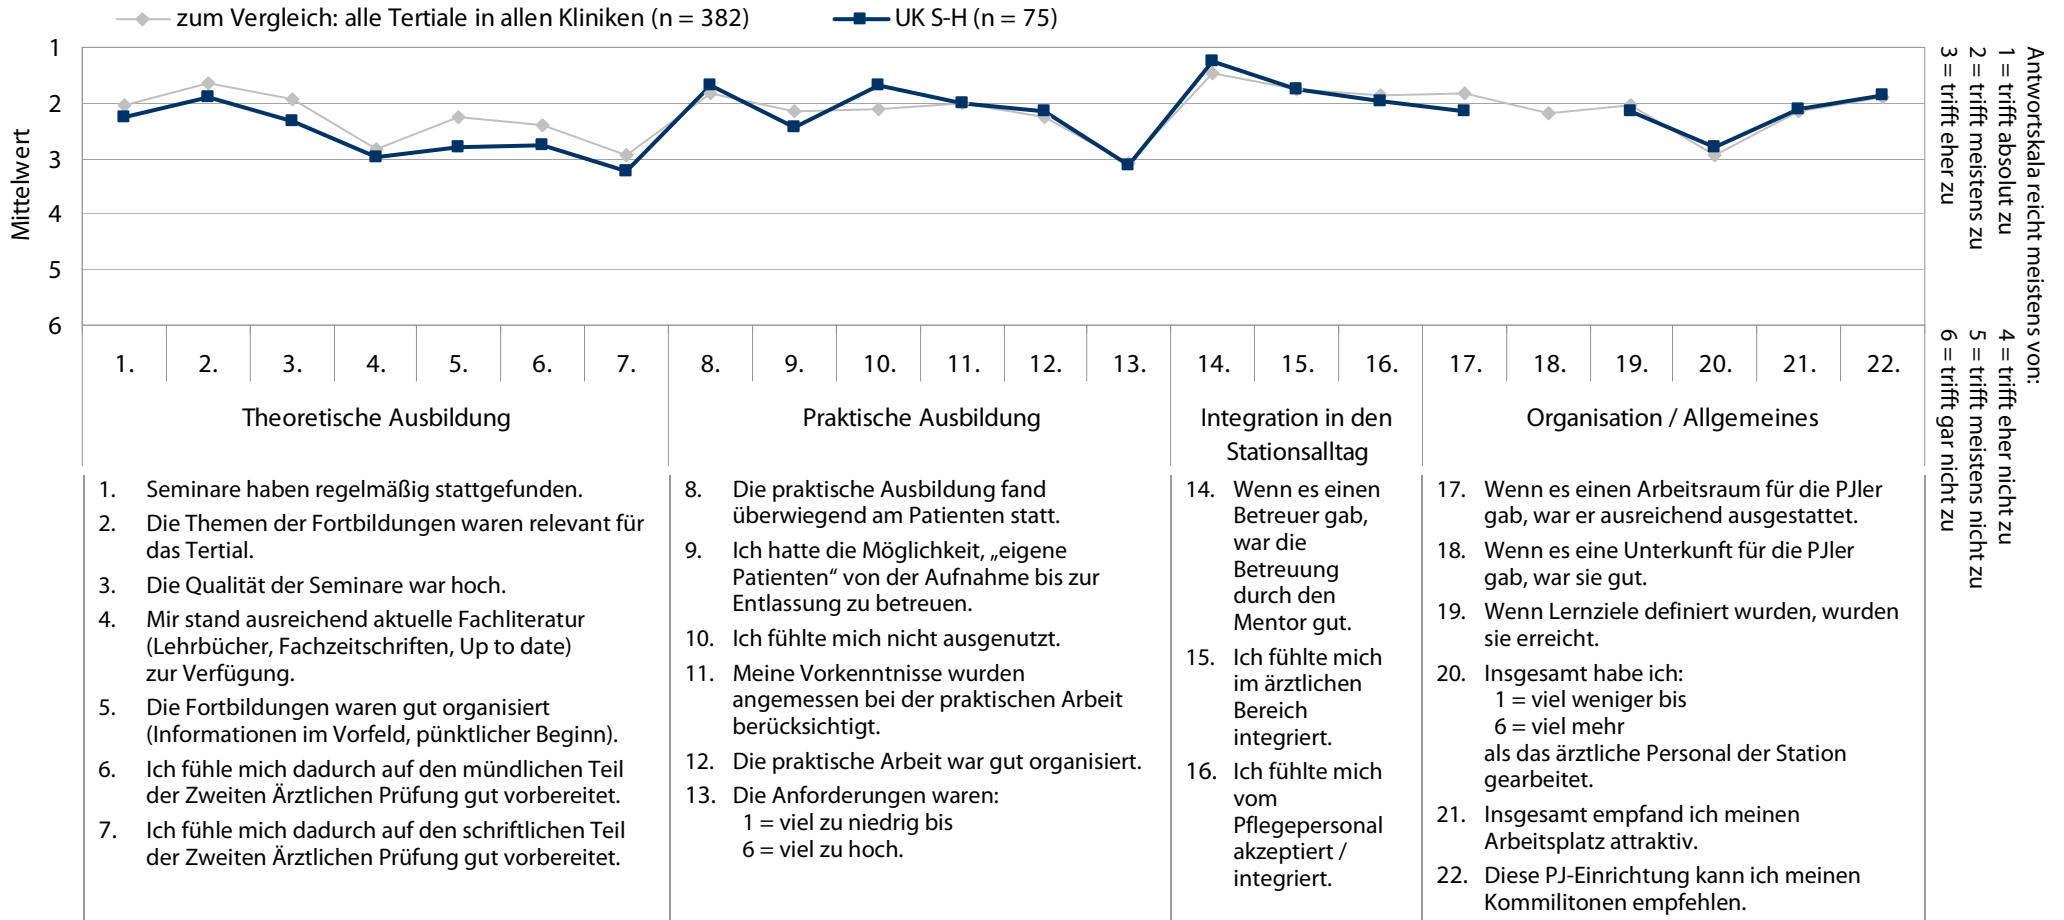 zum Vergleich: alle Tertiale in allen Kliniken (n = 382)
UK S-H (n = 75)
Mittelwert
1
2
3
4
5
6
Antwortskala reicht meistens von:
1 = trifft absolut zu
2 = trifft meistens zu
3 = trifft eher zu
4 = trifft eher nicht zu
5 = trifft meistens nicht zu
6 = trifft gar nicht zu
1. 2. 3. 4. 5. 6. 7. 8. 9. 10. 11. 12. 13. 14. 15. 16. 17. 18. 19. 20. 21. 22.
Theoretische Ausbildung
Praktische Ausbildung
Integration in den
Stationsalltag
Organisation / Allgemeines
1. Seminare haben regelmäßig stattgefunden.
2. Die Themen der Fortbildungen waren relevant für
das Tertial.
3. Die Qualität der Seminare war hoch.
4. Mir stand ausreichend aktuelle Fachliteratur
(Lehrbücher, Fachzeitschriften, Up to date)
zur Verfügung.
5. Die Fortbildungen waren gut organisiert
(Informationen im Vorfeld, pünktlicher Beginn).
6. Ich fühle mich dadurch auf den mündlichen Teil
der Zweiten Ärztlichen Prüfung gut vorbereitet.
7. Ich fühle mich dadurch auf den schriftlichen Teil
der Zweiten Ärztlichen Prüfung gut vorbereitet.
8. Die praktische Ausbildung fand
überwiegend am Patienten statt.
9. Ich hatte die Möglichkeit, „eigene
Patienten“ von der Aufnahme bis zur
Entlassung zu betreuen.
10. Ich fühlte mich nicht ausgenutzt.
11. Meine Vorkenntnisse wurden
angemessen bei der praktischen Arbeit
berücksichtigt.
12. Die praktische Arbeit war gut organisiert.
13. Die Anforderungen waren:
1 = viel zu niedrig bis
6 = viel zu hoch.
14. Wenn es einen
Betreuer gab,
war die
Betreuung
durch den
Mentor gut.
15. Ich fühlte mich
im ärztlichen
Bereich
integriert.
16. Ich fühlte mich
vom
Pflegepersonal
akzeptiert /
integriert.
17. Wenn es einen Arbeitsraum für die PJler
gab, war er ausreichend ausgestattet.
18. Wenn es eine Unterkunft für die PJler
gab, war sie gut.
19. Wenn Lernziele definiert wurden, wurden
sie erreicht.
20. Insgesamt habe ich:
1 = viel weniger bis
6 = viel mehr
als das ärztliche Personal der Station
gearbeitet.
21. Insgesamt empfand ich meinen
Arbeitsplatz attraktiv.
22. Diese PJ-Einrichtung kann ich meinen
Kommilitonen empfehlen.